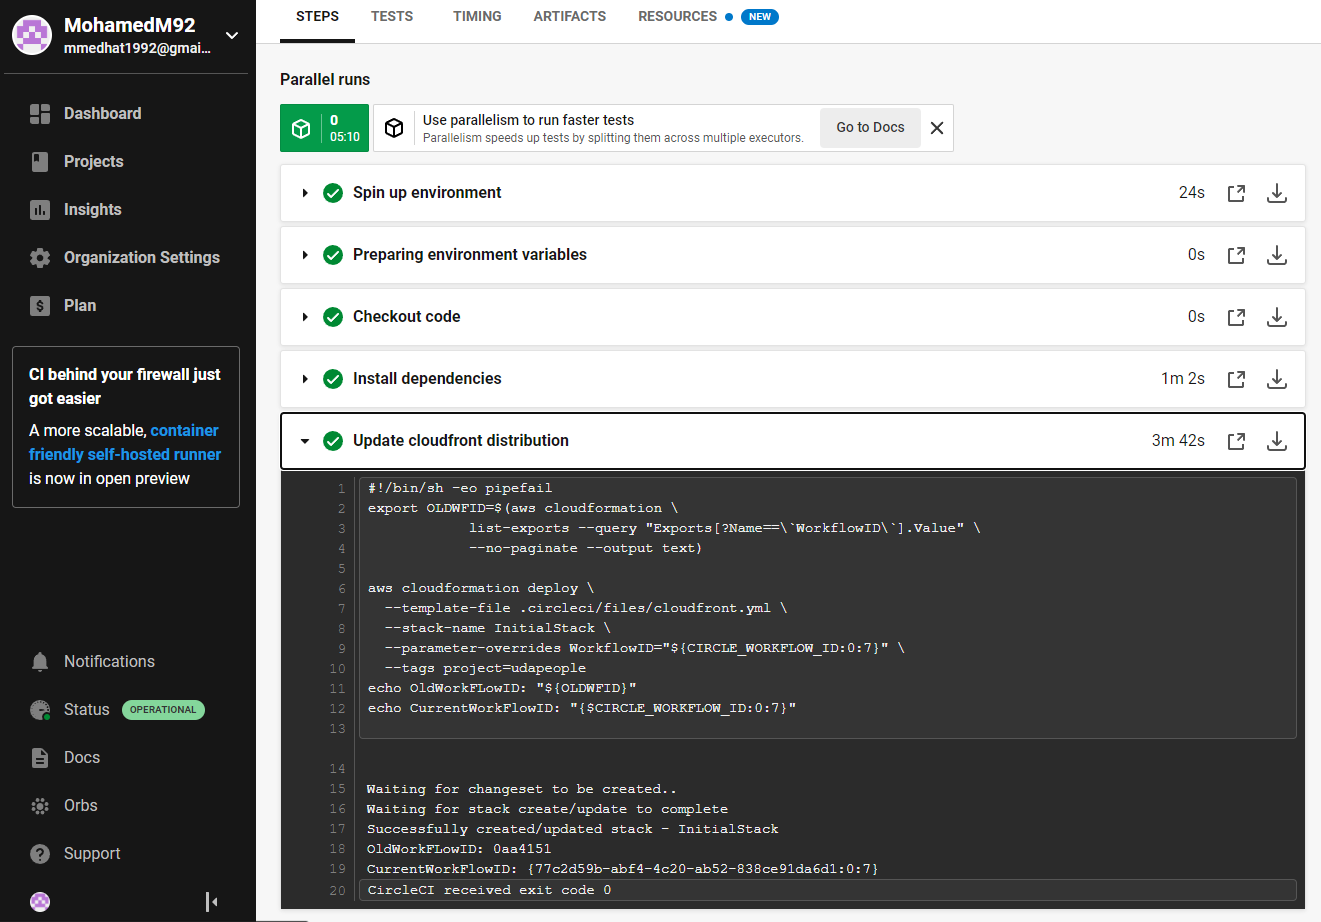 MohamedM92
mmedhat1992@gmai...
Dashboard
Projects
Insights
Organization Settings
Plan
CI behind your firewall just
got easier
A more scalable, container
friendly self-hosted runner
is now in open preview
Notifications
Status OPERATIONAL
Docs
Orbs
Support
STEPS TESTS TIMING ARTIFACTS RESOURCES NEW
Parallel runs
0
05:10
Use parallelism to run faster tests
Parallelism speeds up tests by splitting them across multiple executors.
Go to Docs
Spin up environment 24s
Preparing environment variables 0s
Checkout code 0s
Install dependencies 1m 2s
Update cloudfront distribution 3m 42s
1 #!/bin/sh -eo pipefail
2 export OLDWFID=$(aws cloudformation \
3 list-exports --query "Exports[?Name==\`WorkflowID\`].Value" \
4 --no-paginate --output text)
5
6 aws cloudformation deploy \
7 --template-file .circleci/files/cloudfront.yml \
8 --stack-name InitialStack \
9 --parameter-overrides WorkflowID="${CIRCLE_WORKFLOW_ID:0:7}" \
10 --tags project=udapeople
11 echo OldWorkFLowID: "${OLDWFID}"
12 echo CurrentWorkFlowID: "{$CIRCLE_WORKFLOW_ID:0:7}"
13
14
15 Waiting for changeset to be created..
16 Waiting for stack create/update to complete
17 Successfully created/updated stack - InitialStack
18 OldWorkFLowID: 0aa4151
19 CurrentWorkFlowID: {77c2d59b-abf4-4c20-ab52-838ce91da6d1:0:7}
20 CircleCI received exit code 0